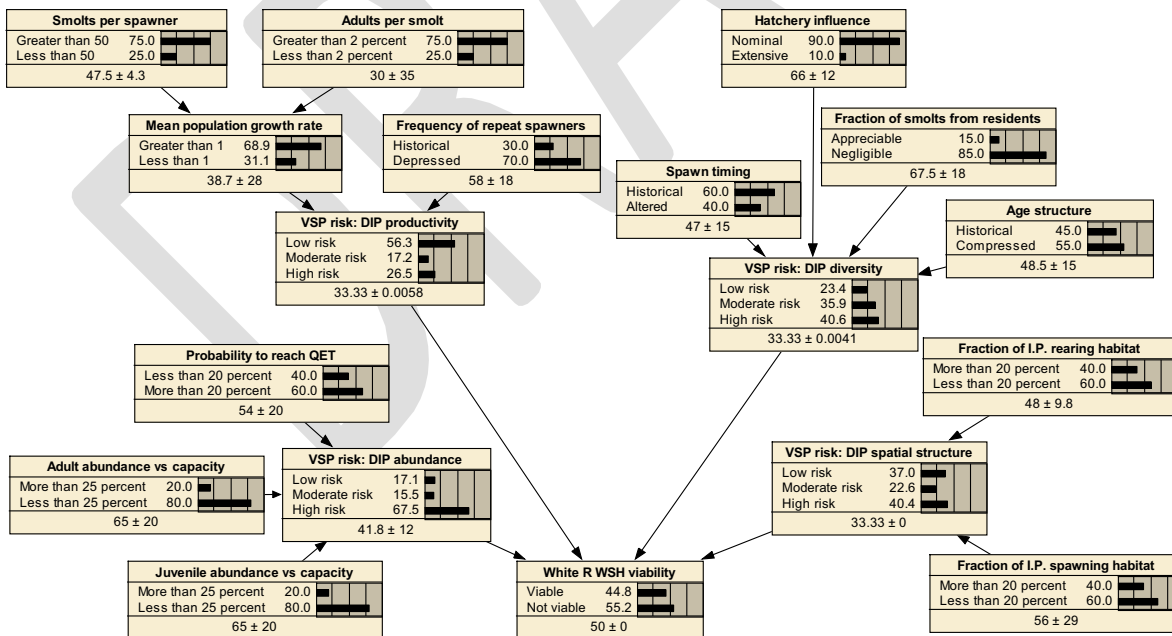 Smolts per spawner
Greater than 50 75.0
Less than 50 25.0
47.5 ± 4.3
Adults per smolt
Greater than 2 percent 75.0
Less than 2 percent 25.0
30 ± 35
Hatchery influence
Nominal 90.0
Extensive 10.0
66 ± 12
Mean population growth rate
Greater than 1 68.9
Less than 1 31.1
38.7 ± 28
Frequency of repeat spawners
Historical 30.0
Depressed 70.0
58 ± 18
Fraction of smolts from residents
Appreciable 15.0
Negligible 85.0
67.5 ± 18
Spawn timing
Historical 60.0
Altered 40.0
47 ± 15
Age structure
Historical 45.0
Compressed 55.0
48.5 ± 15
VSP risk: DIP productivity
Low risk 56.3
Moderate risk 17.2
High risk 26.5
33.33 ± 0.0058
VSP risk: DIP diversity
Low risk 23.4
Moderate risk 35.9
High risk 40.6
33.33 ± 0.0041
Probability to reach QET
Less than 20 percent 40.0
More than 20 percent 60.0
54 ± 20
Fraction of I.P. rearing habitat
More than 20 percent 40.0
Less than 20 percent 60.0
48 ± 9.8
Adult abundance vs capacity
More than 25 percent 20.0
Less than 25 percent 80.0
65 ± 20
VSP risk: DIP abundance
Low risk 17.1
Moderate risk 15.5
High risk 67.5
41.8 ± 12
VSP risk: DIP spatial structure
Low risk 37.0
Moderate risk 22.6
High risk 40.4
33.33 ± 0
Juvenile abundance vs capacity
More than 25 percent 20.0
Less than 25 percent 80.0
65 ± 20
White R WSH viability
Viable 44.8
Not viable 55.2
50 ± 0
Fraction of I.P. spawning habitat
More than 20 percent 40.0
Less than 20 percent 60.0
56 ± 29